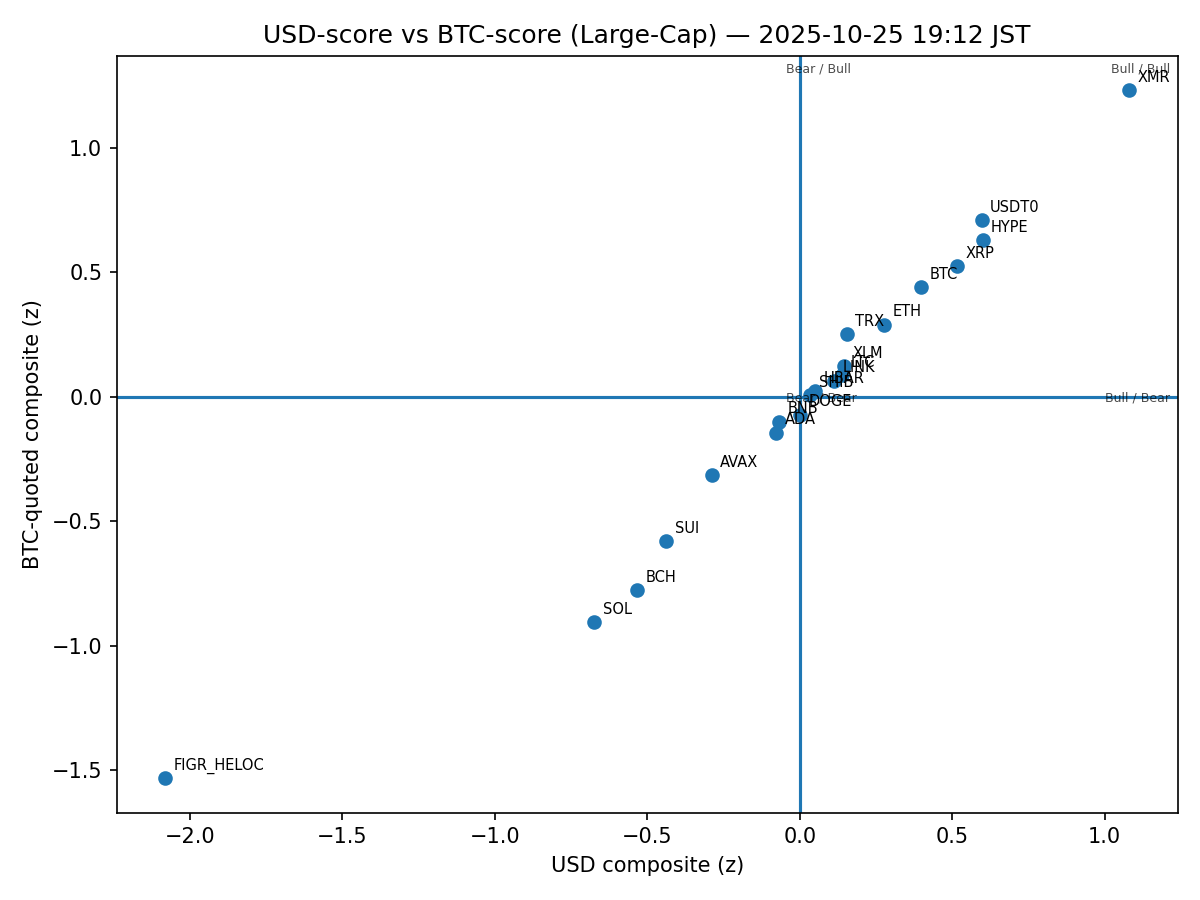 USD-score vs BTC-score (Large-Cap) — 2025-10-25 19:12 JST
Bear / Bull
Bull / Bull
XMR
1.0
USDT0
HYPE
XRP
0.5
BTC
ETH
TRX
XLM
LTC
LINK
HBAR
SHIB
0.0
Bear / Bear
Bull / Bear
DOGE
BNB
ADA
AVAX
−0.5
SUI
BCH
SOL
−1.0
FIGR_HELOC
−1.5
BTC-quoted composite (z)
−2.0
−1.5
−1.0
−0.5
0.0
0.5
1.0
USD composite (z)